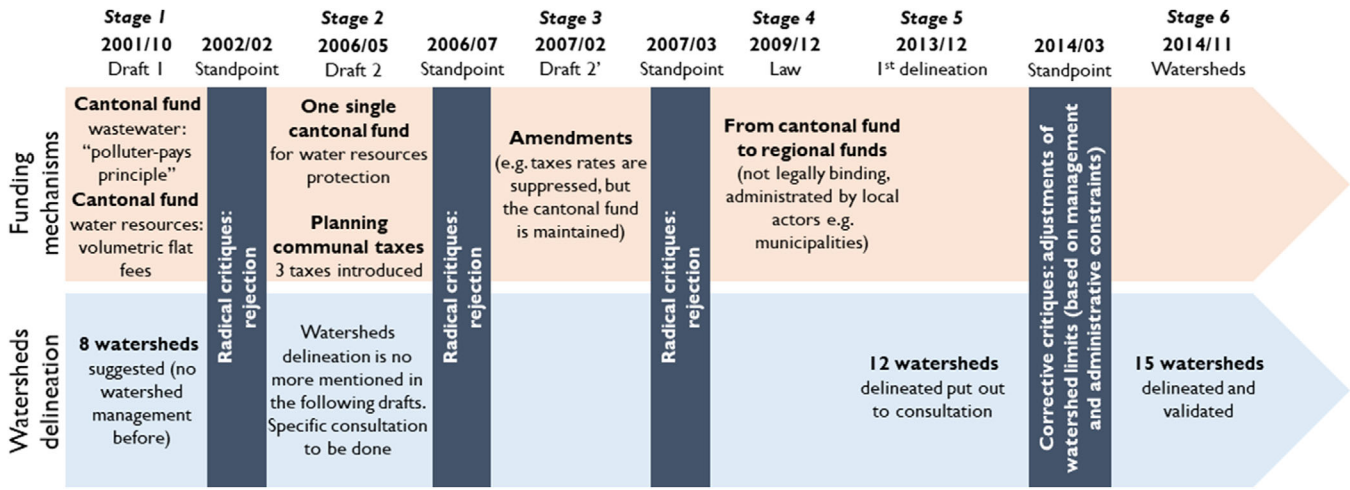 Stage 1
2001/10
Draft 1
2002/02
Standpoint
Stage 2
2006/05
Draft 2
2006/07
Standpoint
Stage 3
2007/02
Draft 2'
2007/03
Standpoint
Stage 4
2009/12
Law
Stage 5
2013/12
1st delineation
2014/03
Standpoint
Stage 6
2014/11
Watersheds
Funding
mechanisms
Cantonal fund
wastewater:
“polluter-pays
principle”
Cantonal fund
water resources:
volumetric flat
fees
Radical critiques:
rejection
One single
cantonal fund
for water resources
protection
Planning
communal taxes
3 taxes introduced
Radical critiques:
rejection
Amendments
(e.g. taxes rates are
suppressed, but
the cantonal fund
is maintained)
Radical critiques:
rejection
From cantonal fund
to regional funds
(not legally binding,
administrated by local
actors e.g.
municipalities)
Corrective critiques: adjustments of
watershed limits (based on management
and administrative constraints)
Watersheds
delineation
8 watersheds
suggested (no
watershed
management
before)
Watersheds
delineation is no
more mentioned in
the following drafts.
Specific consultation
to be done
12 watersheds
delineated put out
to consultation
15 watersheds
delineated and
validated